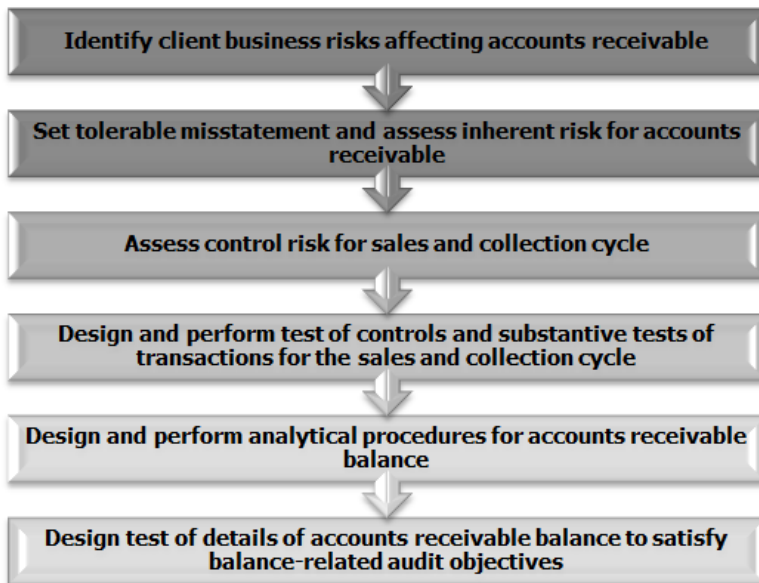 Identify client business risks affecting accounts receivable
Set tolerable misstatement and assess inherent risk for accounts
receivable
Assess control risk for sales and collection cycle
Design and perform test of controls and substantive tests of
transactions for the sales and collection cycle
Design and perform analytical procedures for accounts receivable
balance
Design test of details of accounts receivable balance to satisfy
balance-related audit objectives